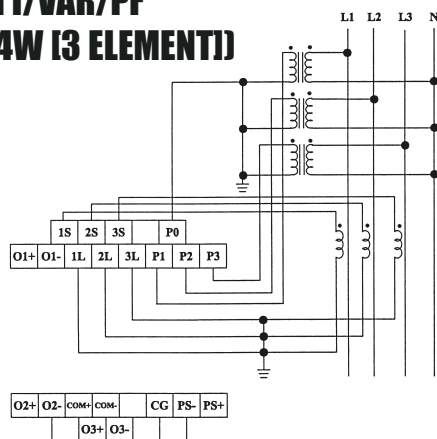 TT/VAR/PF
4W [3 ELEMENT])
L1 L2 L3 N
1S 2S 3S P0
O1+ O1- 1L 2L 3L P1 P2 P3
O2+ O2- COM+ COM- CG PS- PS+
O3+ O3-